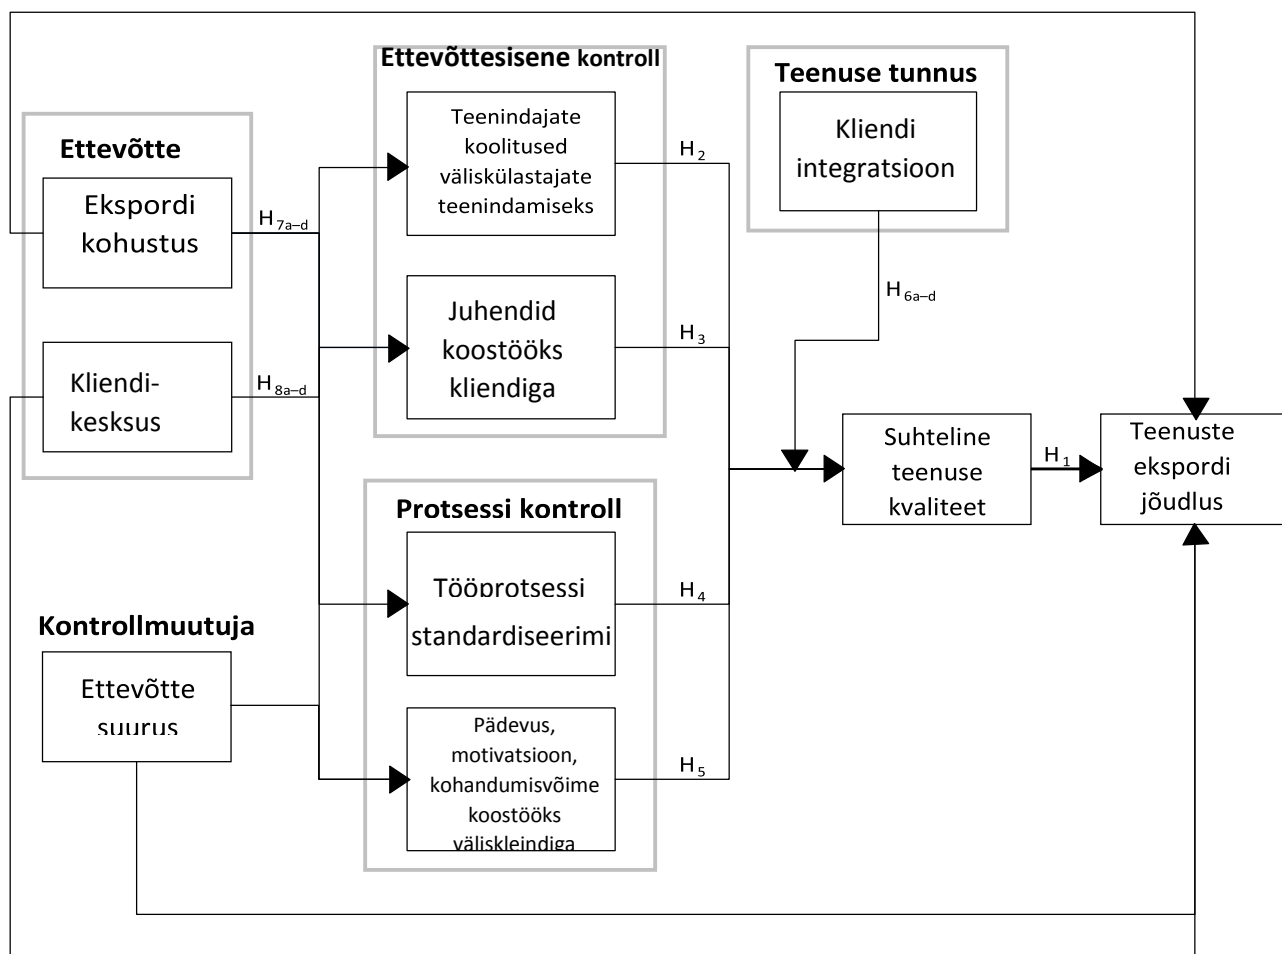 Ettevõttesisene kontroll
Teenuse tunnus
Ettevõtte
Teenindajate
koolitused
väliskülastajate
teenindamiseks
H2
Kliendi
integratsioon
Ekspordi
kohustus
H7a–d
H6a–d
Juhendid
koostööks
kliendiga
H3
Kliendi-
kesksus
H8a–d
Suhteline
teenuse
kvaliteet
H1
Teenuste
ekspordi
jõudlus
Protsessi kontroll
Tööprotsessi
standardiseerimi
H4
Kontrollmuutuja
Ettevõtte
suurus
Pädevus,
motivatsioon,
kohandumisvõime
koostööks
väliskleindiga
H5